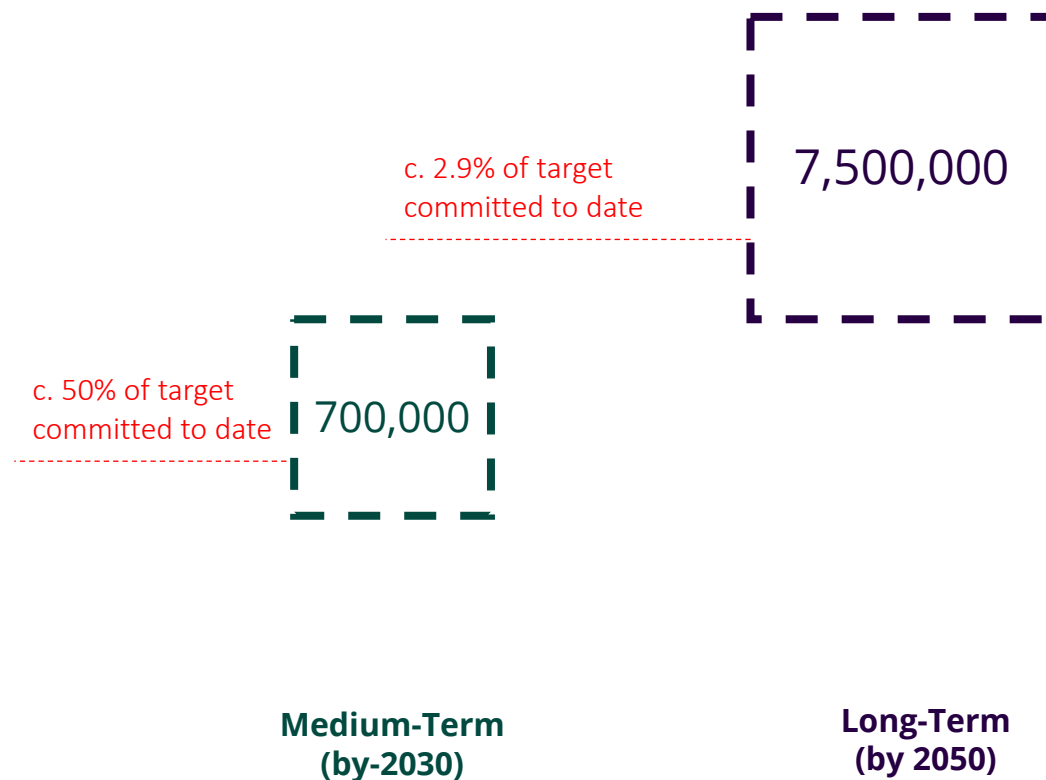 c. 2.9% of target
committed to date
7,500,000
c. 50% of target
committed to date
700,000
Medium-Term
(by-2030)
Long-Term
(by 2050)